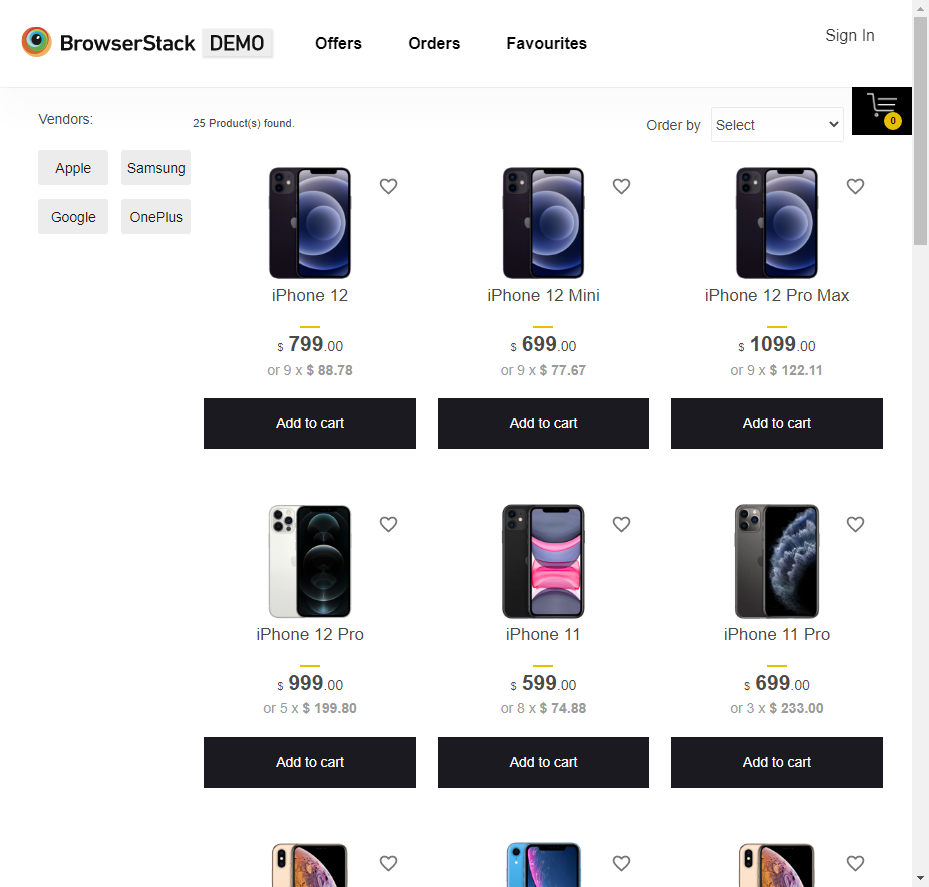 BrowserStack DEMO
Offers
Orders
Favourites
Sign In
0
Vendors:
25 Product(s) found.
Order by
Select
Apple
Samsung
Google
OnePlus
iPhone 12
$ 799.00
or 9 x $ 88.78
Add to cart
iPhone 12 Mini
$ 699.00
or 9 x $ 77.67
Add to cart
iPhone 12 Pro Max
$ 1099.00
or 9 x $ 122.11
Add to cart
iPhone 12 Pro
$ 999.00
or 5 x $ 199.80
Add to cart
iPhone 11
$ 599.00
or 8 x $ 74.88
Add to cart
iPhone 11 Pro
$ 699.00
or 3 x $ 233.00
Add to cart